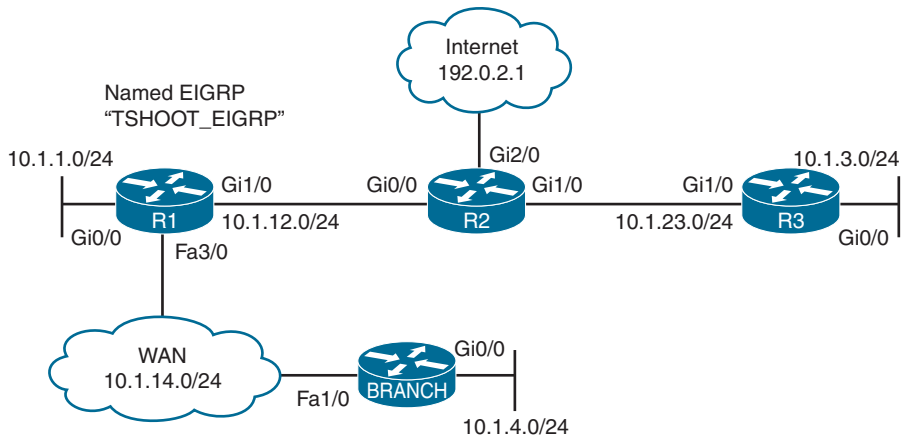 Internet
192.0.2.1
Named EIGRP
“TSHOOT_EIGRP”
10.1.1.0/24
Gi2/0
10.1.3.0/24
Gi1/0
Gi0/0
Gi1/0
Gi1/0
R1
R2
R3
Gi0/0
10.1.12.0/24
10.1.23.0/24
Gi0/0
Fa3/0
WAN
10.1.14.0/24
Gi0/0
Fa1/0
BRANCH
10.1.4.0/24